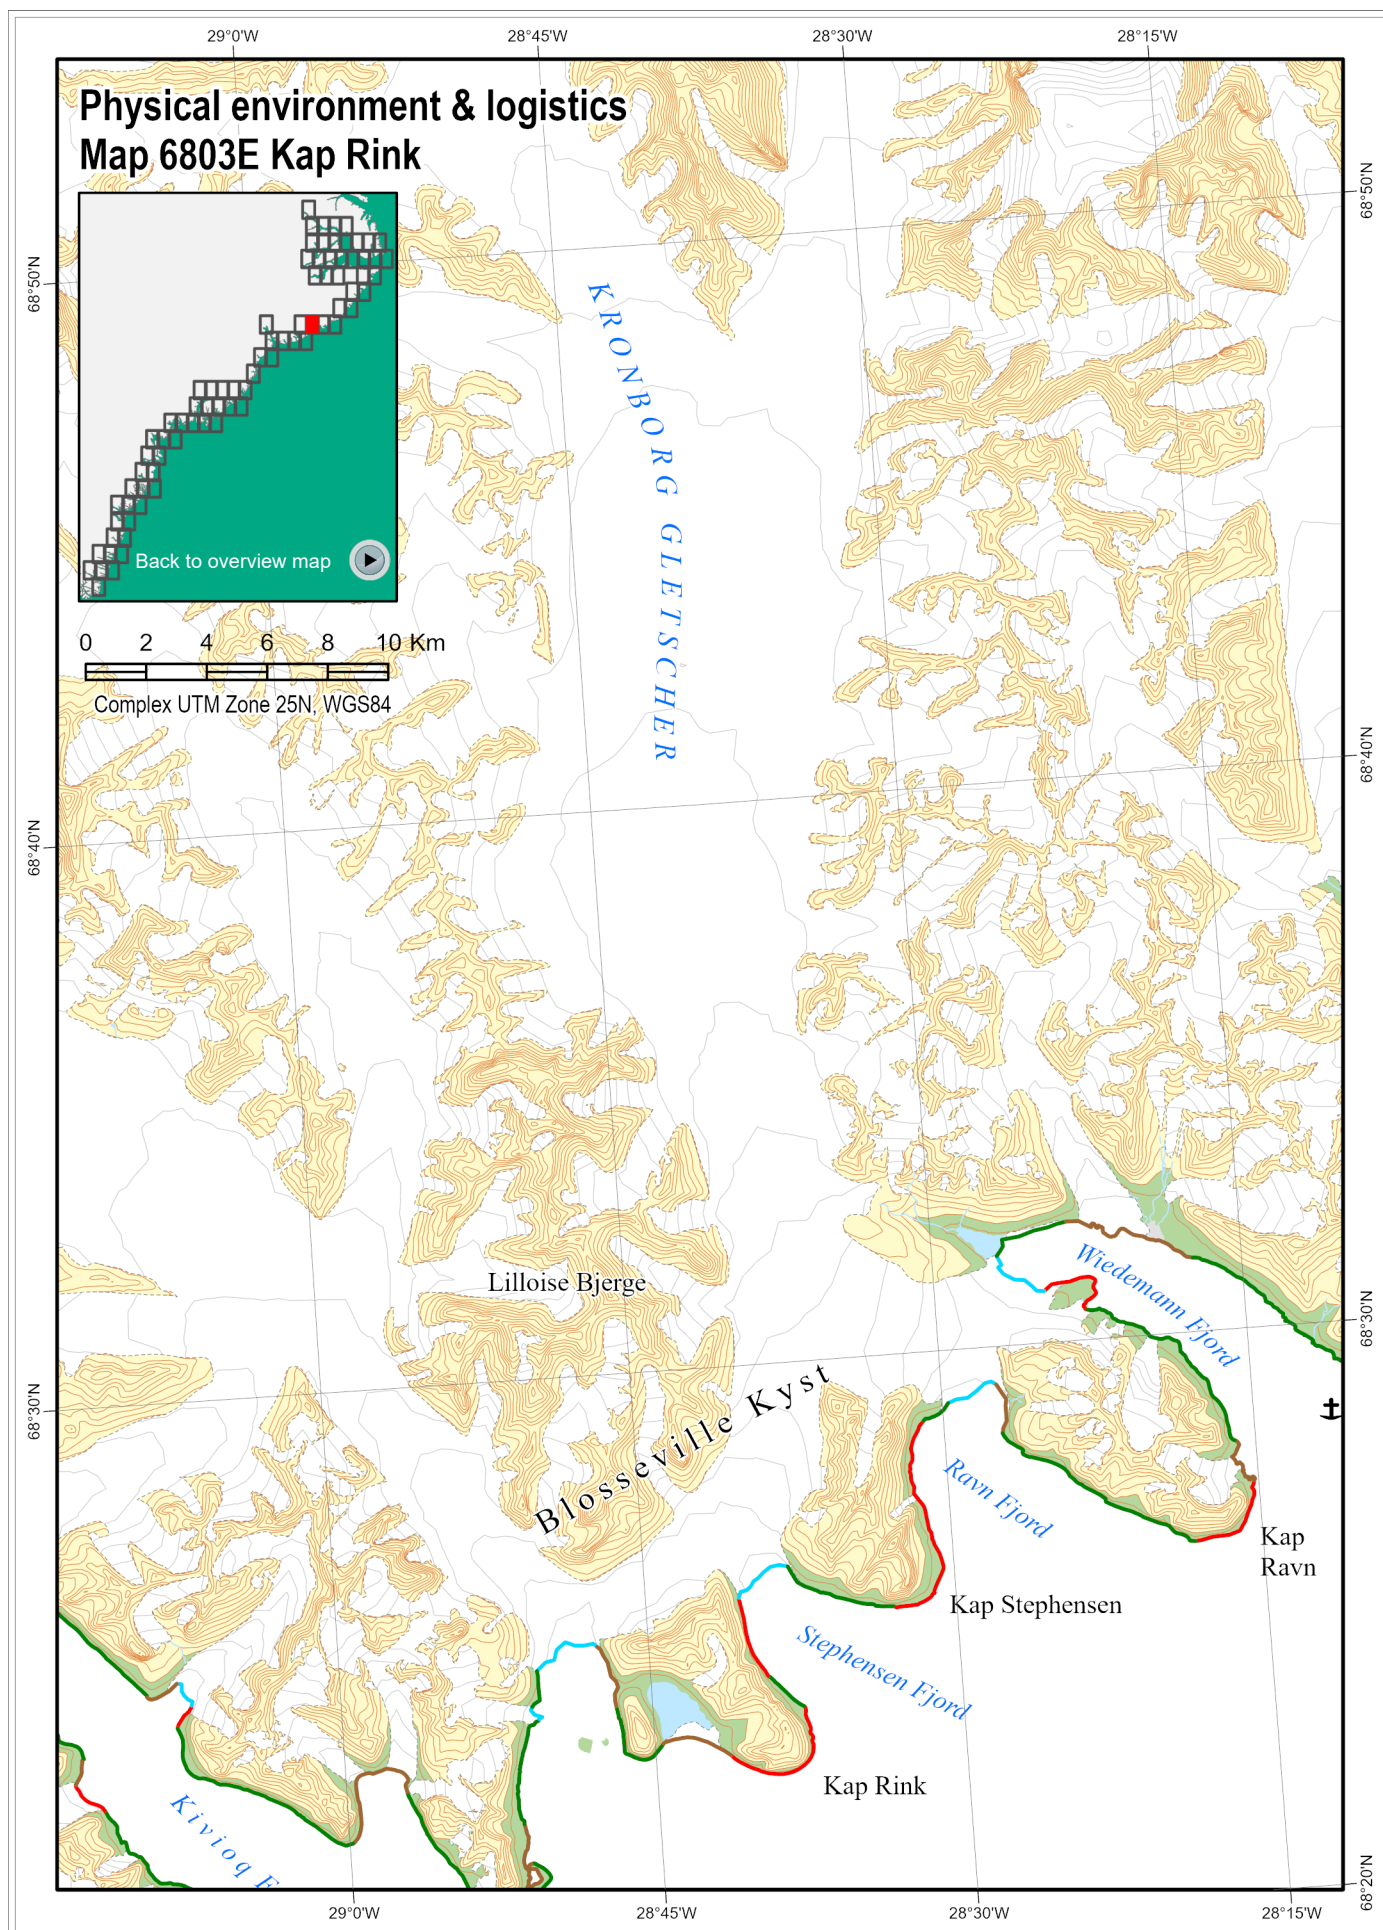 29°0'W
28°45'W
28°30'W
28°15'W
Physical environment & logistics
Map 6803E Kap Rink
68°50'N
68°50'N
KRONBORG GLETSCHER
Back to overview map
0 2 4 6 8 10 Km
Complex UTM Zone 25N, WGS84
68°40'N
68°40'N
Wiedemann Fjord
Lilloise Bjerge
68°30'N
68°30'N
Blosseville Kyst
Ravn Fjord
Kap
Ravn
Kap Stephensen
Stephensen Fjord
Kap Rink
Kivioq F
68°20'N
29°0'W
28°45'W
28°30'W
28°15'W